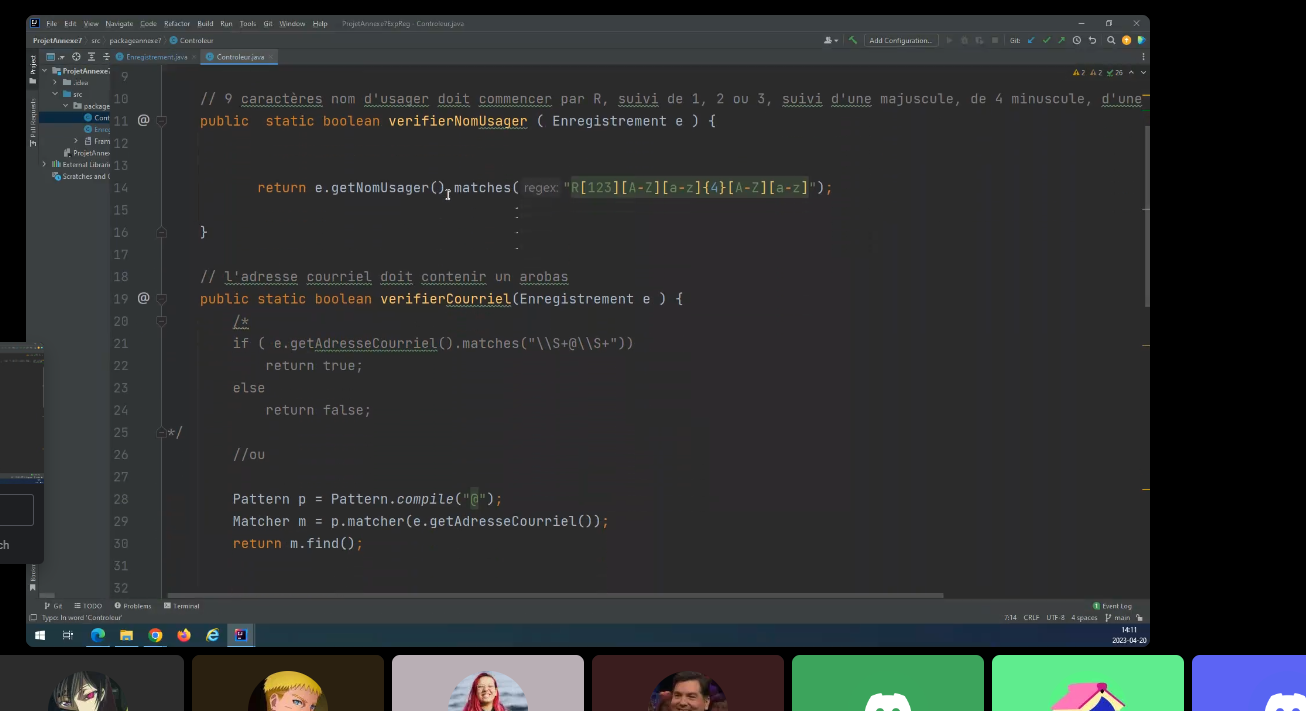 File Edit View Navigate Code Refactor Build Run Tools Git Window Help ProjetAnnexe7ExpReg - Controleur.java
ProjetAnnexe7 src packageannexe7 Controleur Add Configuration... Git:
Enregistrement.java Controleur.java
Project
Pull Requests
ProjetAnnexe7
.idea
src
package
Cont
Enreg
Fram
ProjetAnnex
External Librarie
Scratches and C
2 2 26
9
10 // 9 caractères nom d'usager doit commencer par R, suivi de 1, 2 ou 3, suivi d'une majuscule, de 4 minuscule, d'une
11 @ public static boolean verifierNomUsager ( Enregistrement e ) {
12
13
14 return e.getNomUsager().matches( regex: "R[123][A-Z][a-z]{4}[A-Z][a-z]");
15
16 }
17
18 // l'adresse courriel doit contenir un arobas
19 @ public static boolean verifierCourriel(Enregistrement e ) {
20 /*
21 if ( e.getAdresseCourriel().matches("\\S+@\\S+"))
22 return true;
23 else
24 return false;
25 */
26 //ou
27
28 Pattern p = Pattern.compile("@");
29 Matcher m = p.matcher(e.getAdresseCourriel());
30 return m.find();
31
32
ch
Git TODO Problems Terminal 1 Event Log
Typo: In word 'Controleur' 7:14 CRLF UTF-8 4 spaces main
14:11
2023-04-20